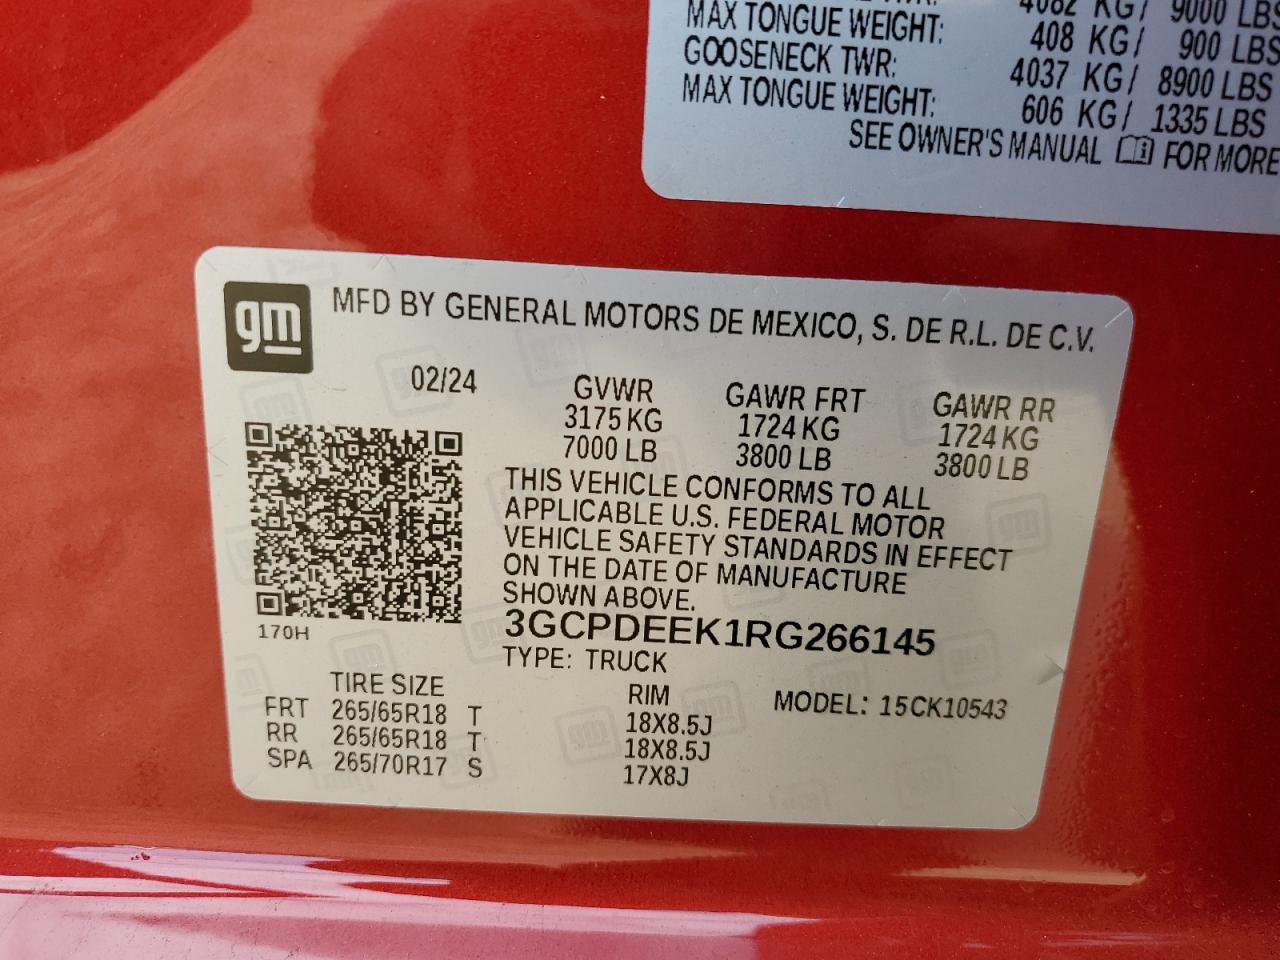 4082 KG/ 9000 LBS
MAX TONGUE WEIGHT: 408 KG/ 900 LBS
GOOSENECK TWR: 4037 KG/ 8900 LBS
MAX TONGUE WEIGHT: 606 KG/ 1335 LBS
SEE OWNER'S MANUAL FOR MORE
gm MFD BY GENERAL MOTORS DE MEXICO, S. DE R.L. DE C.V.
02/24 GVWR GAWR FRT GAWR RR
3175 KG 1724 KG 1724 KG
7000 LB 3800 LB 3800 LB
THIS VEHICLE CONFORMS TO ALL
APPLICABLE U.S. FEDERAL MOTOR
VEHICLE SAFETY STANDARDS IN EFFECT
ON THE DATE OF MANUFACTURE
SHOWN ABOVE.
170H 3GCPDEEK1RG266145
TYPE: TRUCK
TIRE SIZE RIM MODEL: 15CK10543
FRT 265/65R18 T 18X8.5J
RR 265/65R18 T 18X8.5J
SPA 265/70R17 S 17X8J